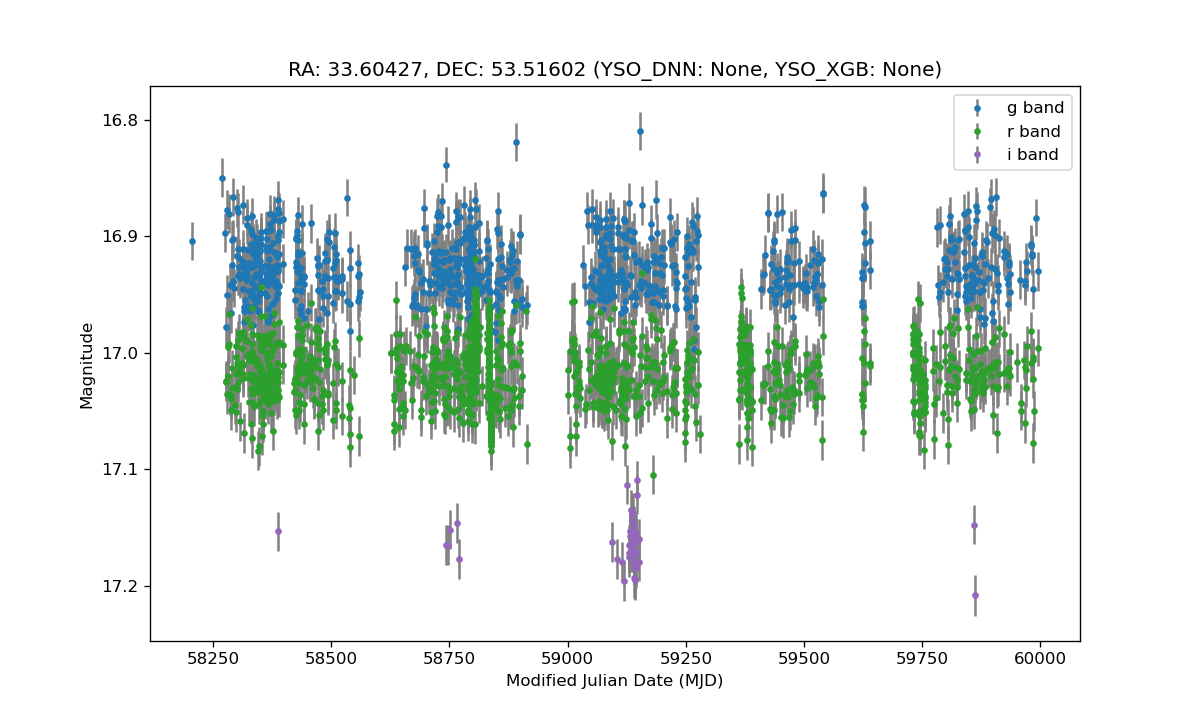 RA: 33.60427, DEC: 53.51602 (YSO_DNN: None, YSO_XGB: None)
g band
r band
i band
16.8
16.9
17.0
17.1
17.2
Magnitude
58250 58500 58750 59000 59250 59500 59750 60000
Modified Julian Date (MJD)